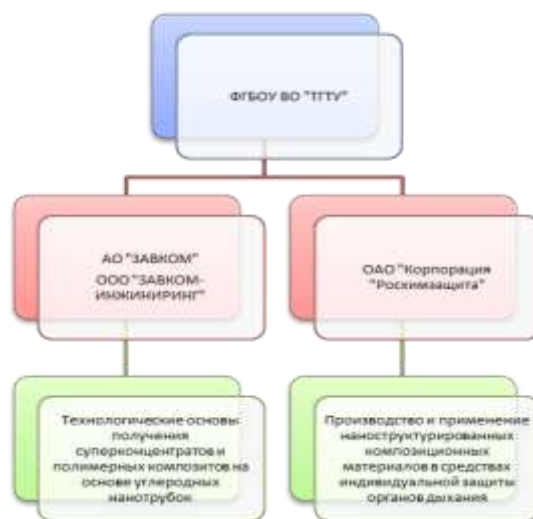 ФГБОУ ВО "ТГТУ"
АО "ЗАВКОМ"
ООО "ЗАВКОМ-
ИНЖИНИРИНГ"
ОАО "Корпорация
"Росхимзащита"
Технологические основы
получения
суперконцентратов и
полимерных композитов на
основе углеродных
нанотрубок
Производство и применение
наноструктурированных
композиционных
материалов в средствах
индивидуальной защиты
органов дыхания